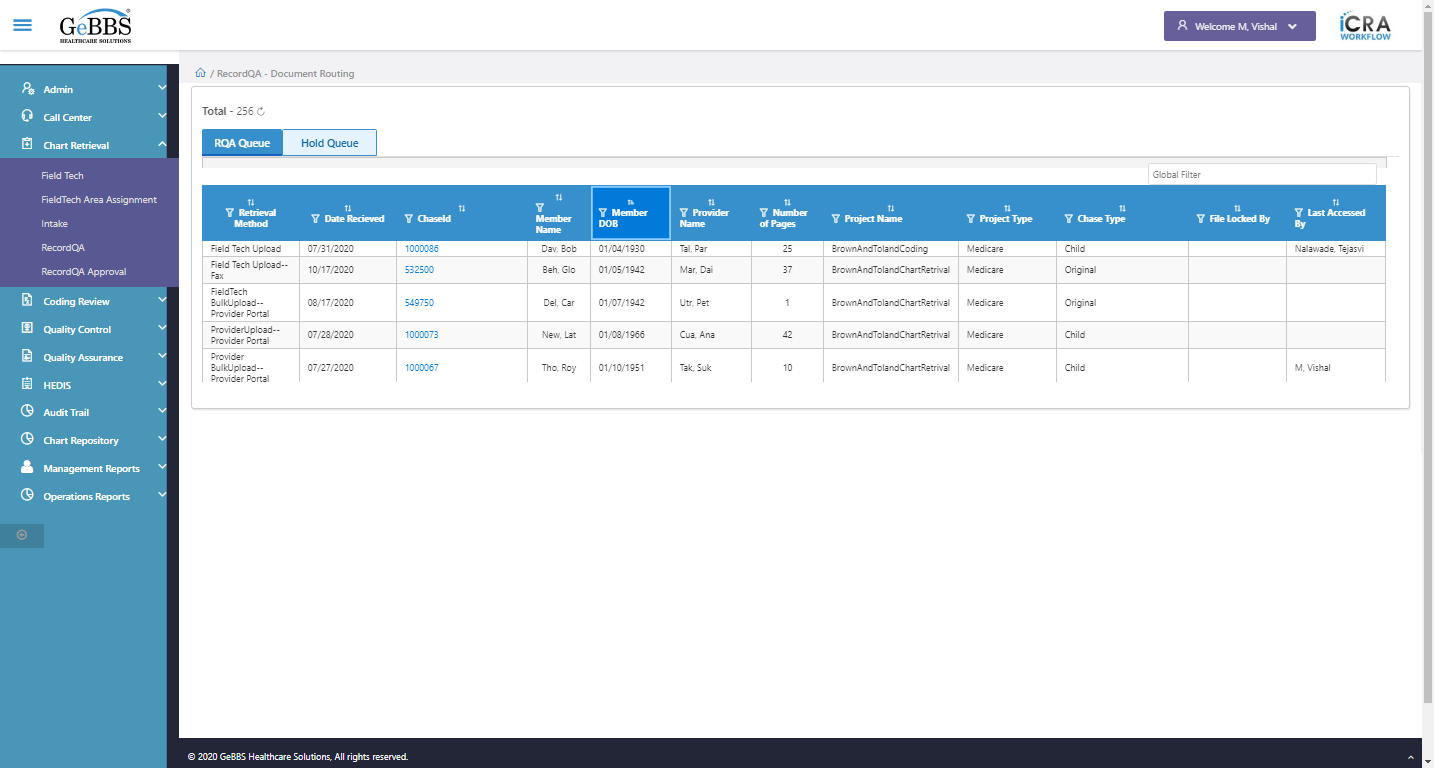 GeBBS
HEALTHCARE SOLUTIONS
Welcome M, Vishal
iCRA
WORKFLOW
Admin
Call Center
Chart Retrieval
Field Tech
FieldTech Area Assignment
Intake
RecordQA
RecordQA Approval
Coding Review
Quality Control
Quality Assurance
HEDIS
Audit Trail
Chart Repository
Management Reports
Operations Reports
/ RecordQA - Document Routing
Total - 256
RQA Queue Hold Queue
Global Filter
Retrieval Method Date Recieved ChaseId Member Name Member DOB Provider Name Number of Pages Project Name Project Type Chase Type File Locked By Last Accessed By
Field Tech Upload 07/31/2020 1000086 Dav, Bob 01/04/1930 Tal, Par 25 BrownAndTolandCoding Medicare Child Nalawade, Tejasvi
Field Tech Upload--Fax 10/17/2020 532500 Beh, Glo 01/05/1942 Mar, Dai 37 BrownAndTolandChartRetrival Medicare Original
FieldTech BulkUpload--Provider Portal 08/17/2020 549750 Del, Car 01/07/1942 Utr, Pet 1 BrownAndTolandChartRetrival Medicare Original
ProviderUpload--Provider Portal 07/28/2020 1000073 New, Lat 01/08/1966 Cua, Ana 42 BrownAndTolandChartRetrival Medicare Child
Provider BulkUpload--Provider Portal 07/27/2020 1000067 Tho, Roy 01/10/1951 Tak, Suk 10 BrownAndTolandChartRetrival Medicare Child M, Vishal
© 2020 GeBBS Healthcare Solutions, All rights reserved.